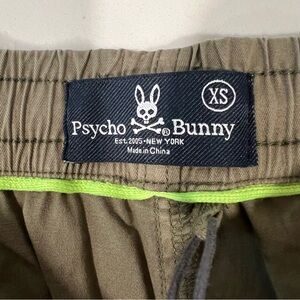 XS
Psycho ® Bunny
Est. 2005 • NEW YORK
Made in China